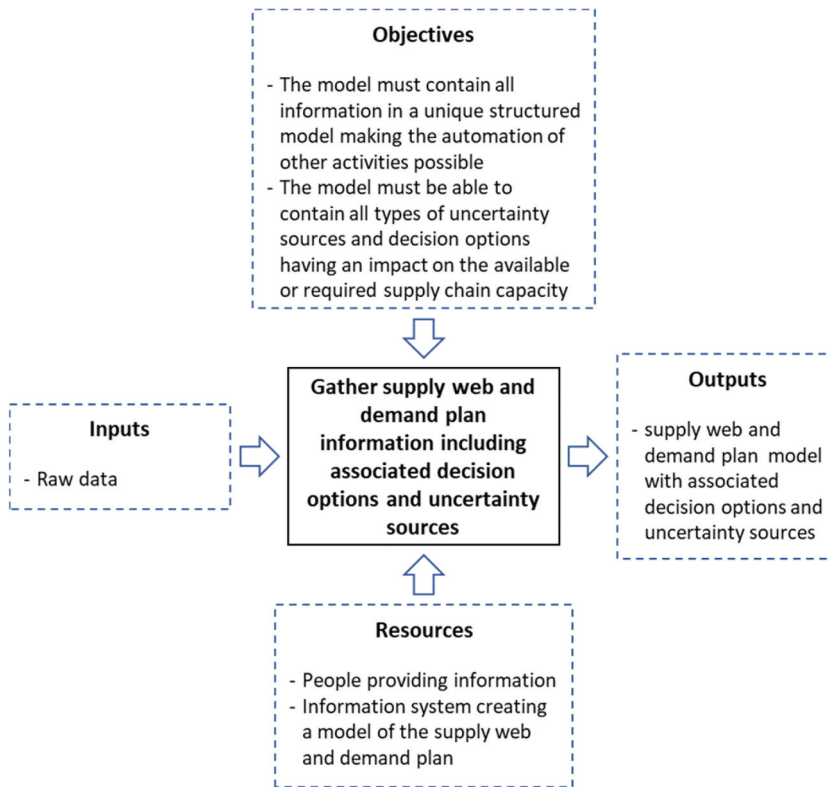 Objectives
- The model must contain all
information in a unique structured
model making the automation of
other activities possible
- The model must be able to
contain all types of uncertainty
sources and decision options
having an impact on the available
or required supply chain capacity
Inputs
- Raw data
Gather supply web and
demand plan
information including
associated decision
options and uncertainty
sources
Outputs
- supply web and
demand plan model
with associated
decision options and
uncertainty sources
Resources
- People providing information
- Information system creating
a model of the supply web
and demand plan